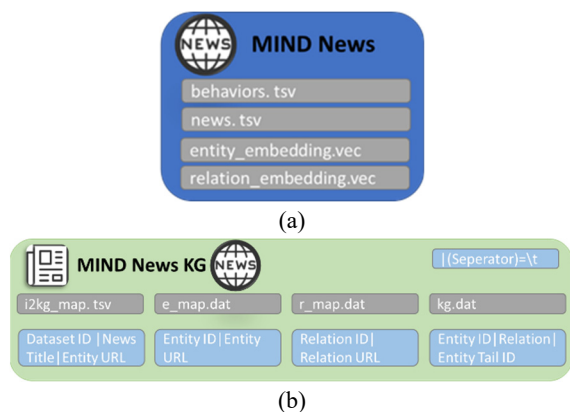 NEWS MIND News
behaviors. tsv
news. tsv
entity_embedding.vec
relation_embedding.vec
(a)
MIND News KG NEWS |(Seperator)=\t
i2kg_map. tsv e_map.dat r_map.dat kg.dat
Dataset ID |News Entity ID|Entity Relation ID| Entity ID|Relation|
Title|Entity URL URL Relation URL Entity Tail ID
(b)